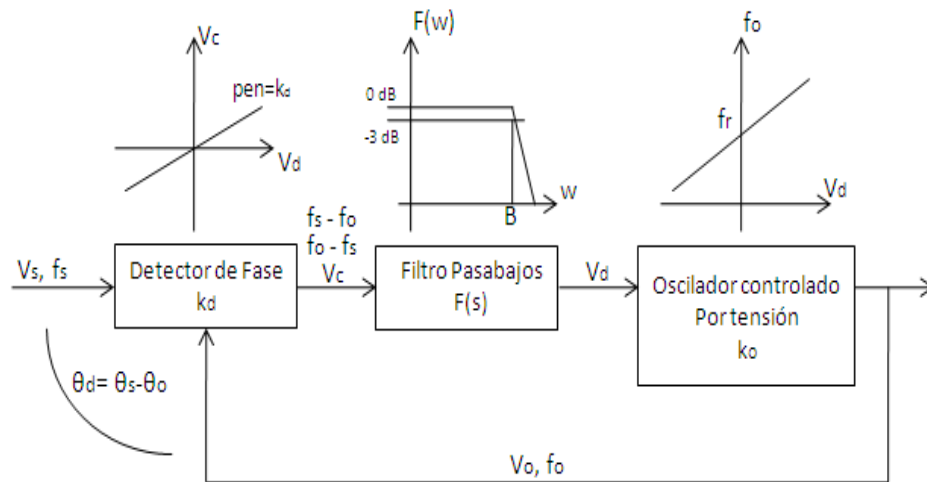 Vc
pen=kd
Vd
F(w)
0 dB
-3 dB
B
w
fo
fr
Vd
Vs, fs
Detector de Fase
kd
fs - fo
fo - fs
Vc
Filtro Pasabajos
F(s)
Vd
Oscilador controlado
Por tensión
ko
θd= θs-θo
Vo, fo